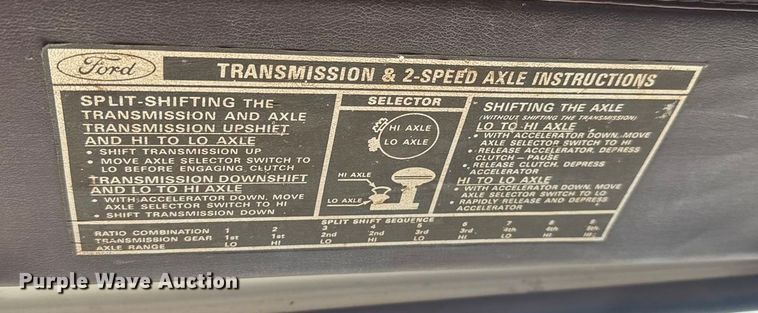 Ford
TRANSMISSION & 2-SPEED AXLE INSTRUCTIONS
SPLIT-SHIFTING THE
TRANSMISSION AND AXLE
TRANSMISSION UPSHIFT
AND HI TO LO AXLE
• SHIFT TRANSMISSION UP
• MOVE AXLE SELECTOR SWITCH TO
LO BEFORE ENGAGING CLUTCH
TRANSMISSION DOWNSHIFT
AND LO TO HI AXLE
• WITH ACCELERATOR DOWN, MOVE
AXLE SELECTOR SWITCH TO HI
• SHIFT TRANSMISSION DOWN
SELECTOR
HI AXLE
LO AXLE
HI AXLE
LO AXLE
SHIFTING THE AXLE
(WITHOUT SHIFTING THE TRANSMISSION)
LO TO HI AXLE
• WITH ACCELERATOR DOWN, MOVE
AXLE SELECTOR SWITCH TO HI
• RELEASE ACCELERATOR, DEPRESS
CLUTCH - PAUSE
• RELEASE CLUTCH, DEPRESS
ACCELERATOR
HI TO LO AXLE
• WITH ACCELERATOR DOWN, MOVE
AXLE SELECTOR SWITCH TO LO
• RAPIDLY RELEASE AND DEPRESS
ACCELERATOR
SPLIT SHIFT SEQUENCE
RATIO COMBINATION 1 2 3 4 5 6 7 8
TRANSMISSION GEAR 1st 1st 2nd 2nd 3rd 3rd 4th 4th 5th
AXLE RANGE LO HI LO HI LO HI LO HI HI
Purple Wave Auction